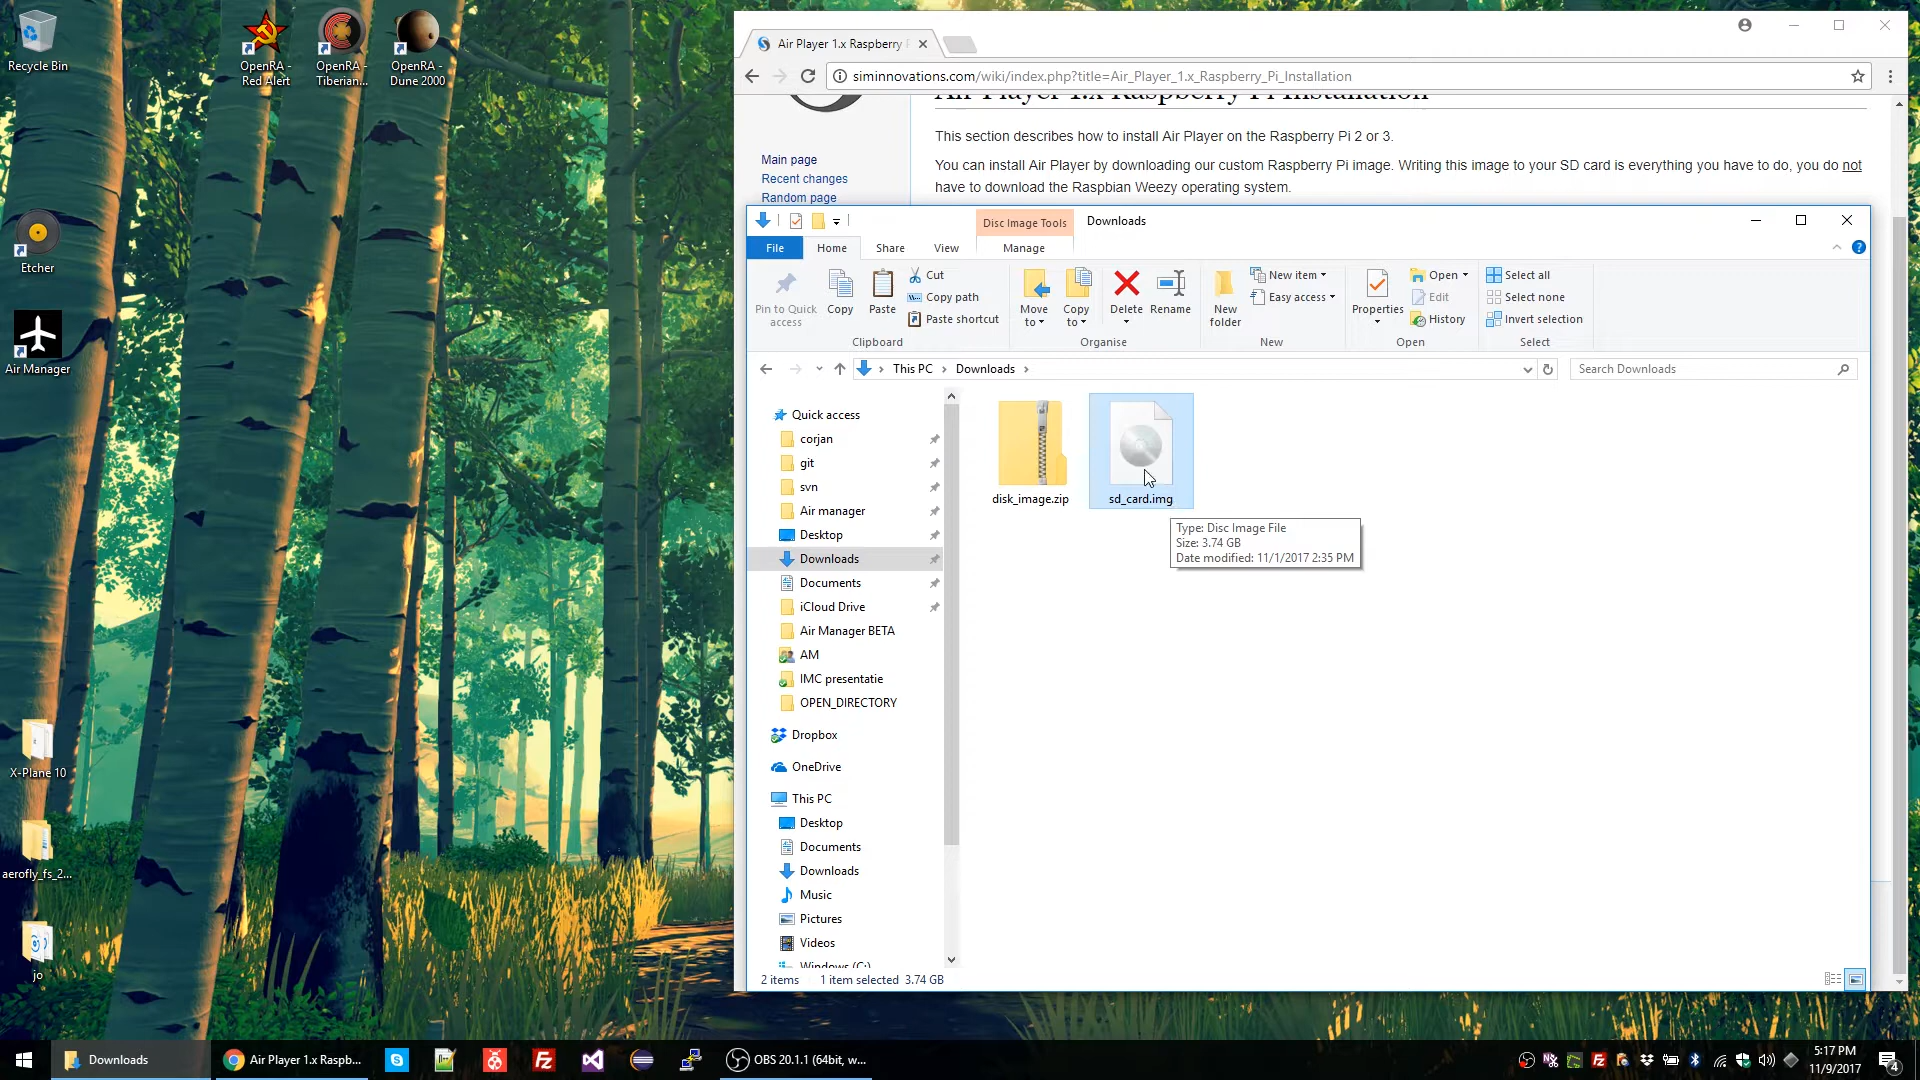 Recycle Bin
OpenRA -
Red Alert
OpenRA -
Tiberian...
OpenRA -
Dune 2000
Etcher
Air Manager
X-Plane 10
aerofly_fs_2...
jo
Air Player 1.x Raspberry
siminnovations.com/wiki/index.php?title=Air_Player_1.x_Raspberry_Pi_Installation
Air Player 1.x Raspberry Pi Installation
Main page
Recent changes
Random page
This section describes how to install Air Player on the Raspberry Pi 2 or 3.
You can install Air Player by downloading our custom Raspberry Pi image. Writing this image to your SD card is everything you have to do, you do not
have to download the Raspbian Weezy operating system.
Disc Image Tools
Downloads
File
Home
Share
View
Manage
Pin to Quick
access
Copy
Paste
Cut
Copy path
Paste shortcut
Clipboard
Move
to
Copy
to
Delete
Rename
Organise
New
folder
New item
Easy access
New
Properties
Open
Edit
History
Open
Select all
Select none
Invert selection
Select
This PC
Downloads
Search Downloads
Quick access
corjan
git
svn
Air manager
Desktop
Downloads
Documents
iCloud Drive
Air Manager BETA
AM
IMC presentatie
OPEN_DIRECTORY
Dropbox
OneDrive
This PC
Desktop
Documents
Downloads
Music
Pictures
Videos
Windows (C:)
disk_image.zip
sd_card.img
Type: Disc Image File
Size: 3.74 GB
Date modified: 11/1/2017 2:35 PM
2 items
1 item selected 3.74 GB
Downloads
Air Player 1.x Raspb...
OBS 20.1.1 (64bit, w...
5:17 PM
11/9/2017
4